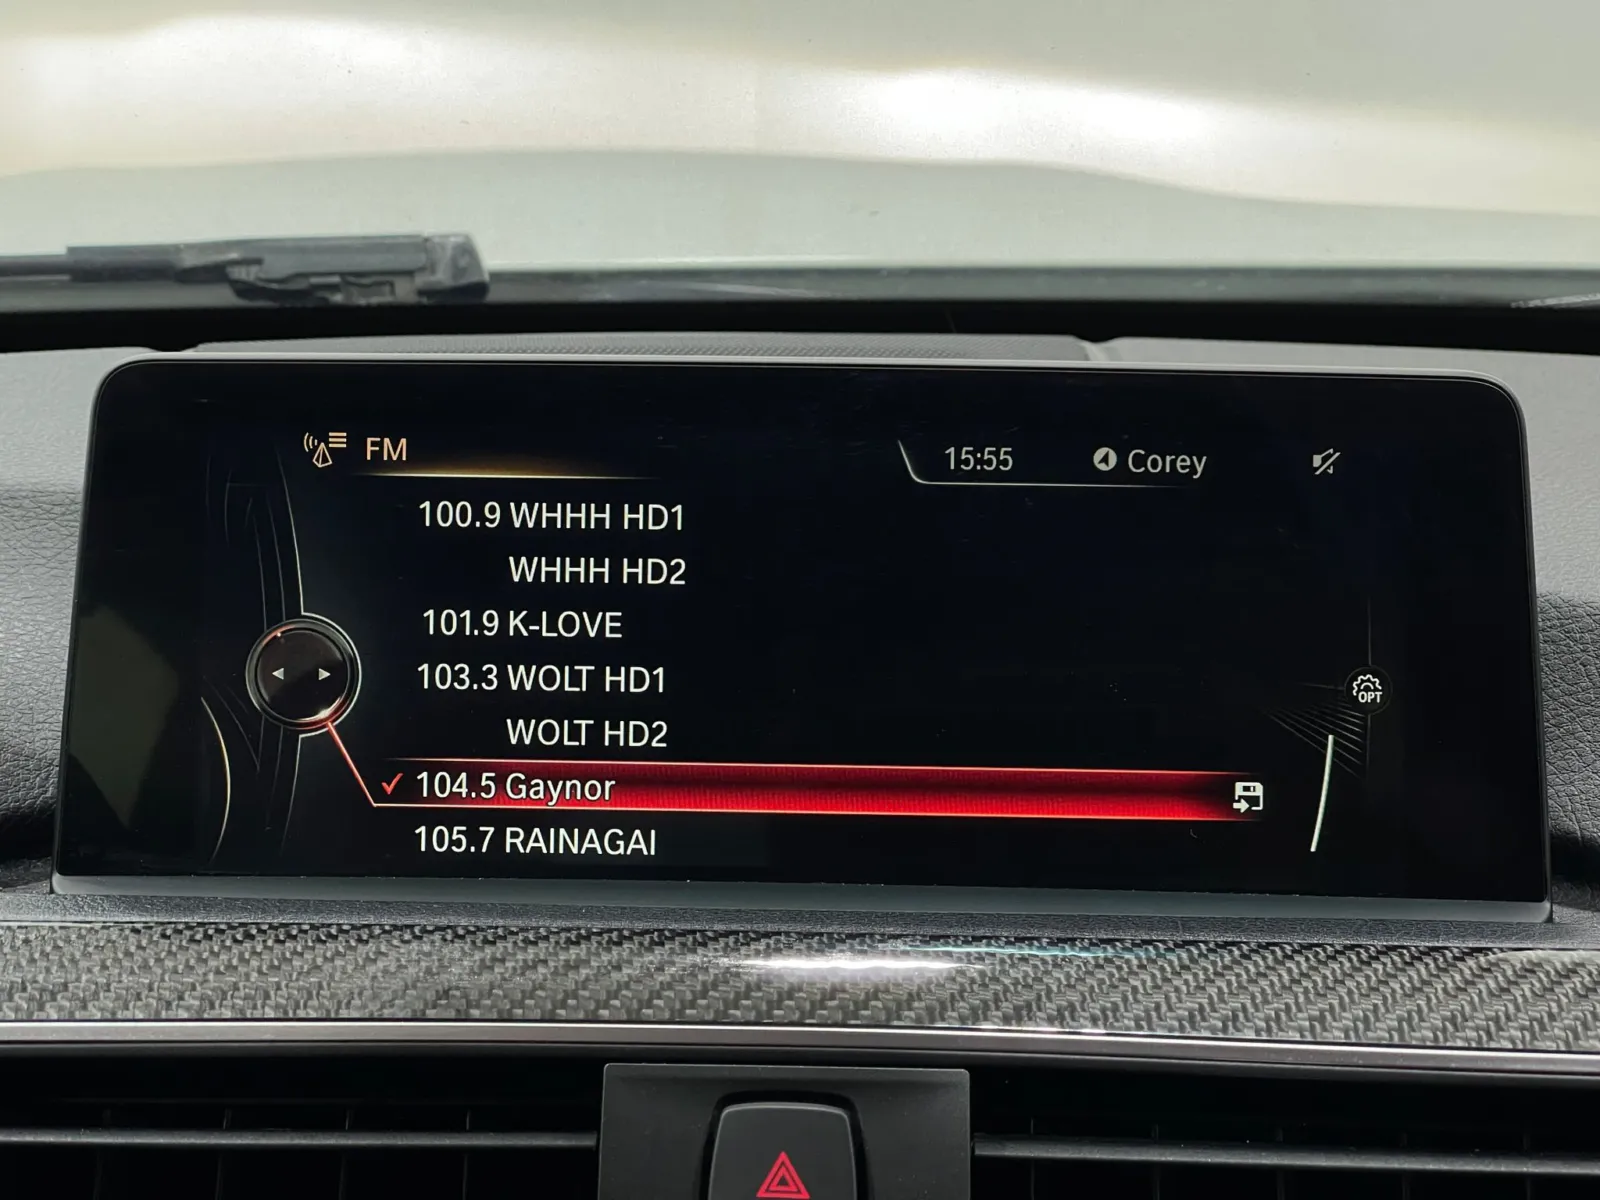 FM
15:55 Corey
100.9 WHHH HD1
WHHH HD2
101.9 K-LOVE
103.3 WOLT HD1
WOLT HD2
104.5 Gaynor
105.7 RAINAGAI
OPT